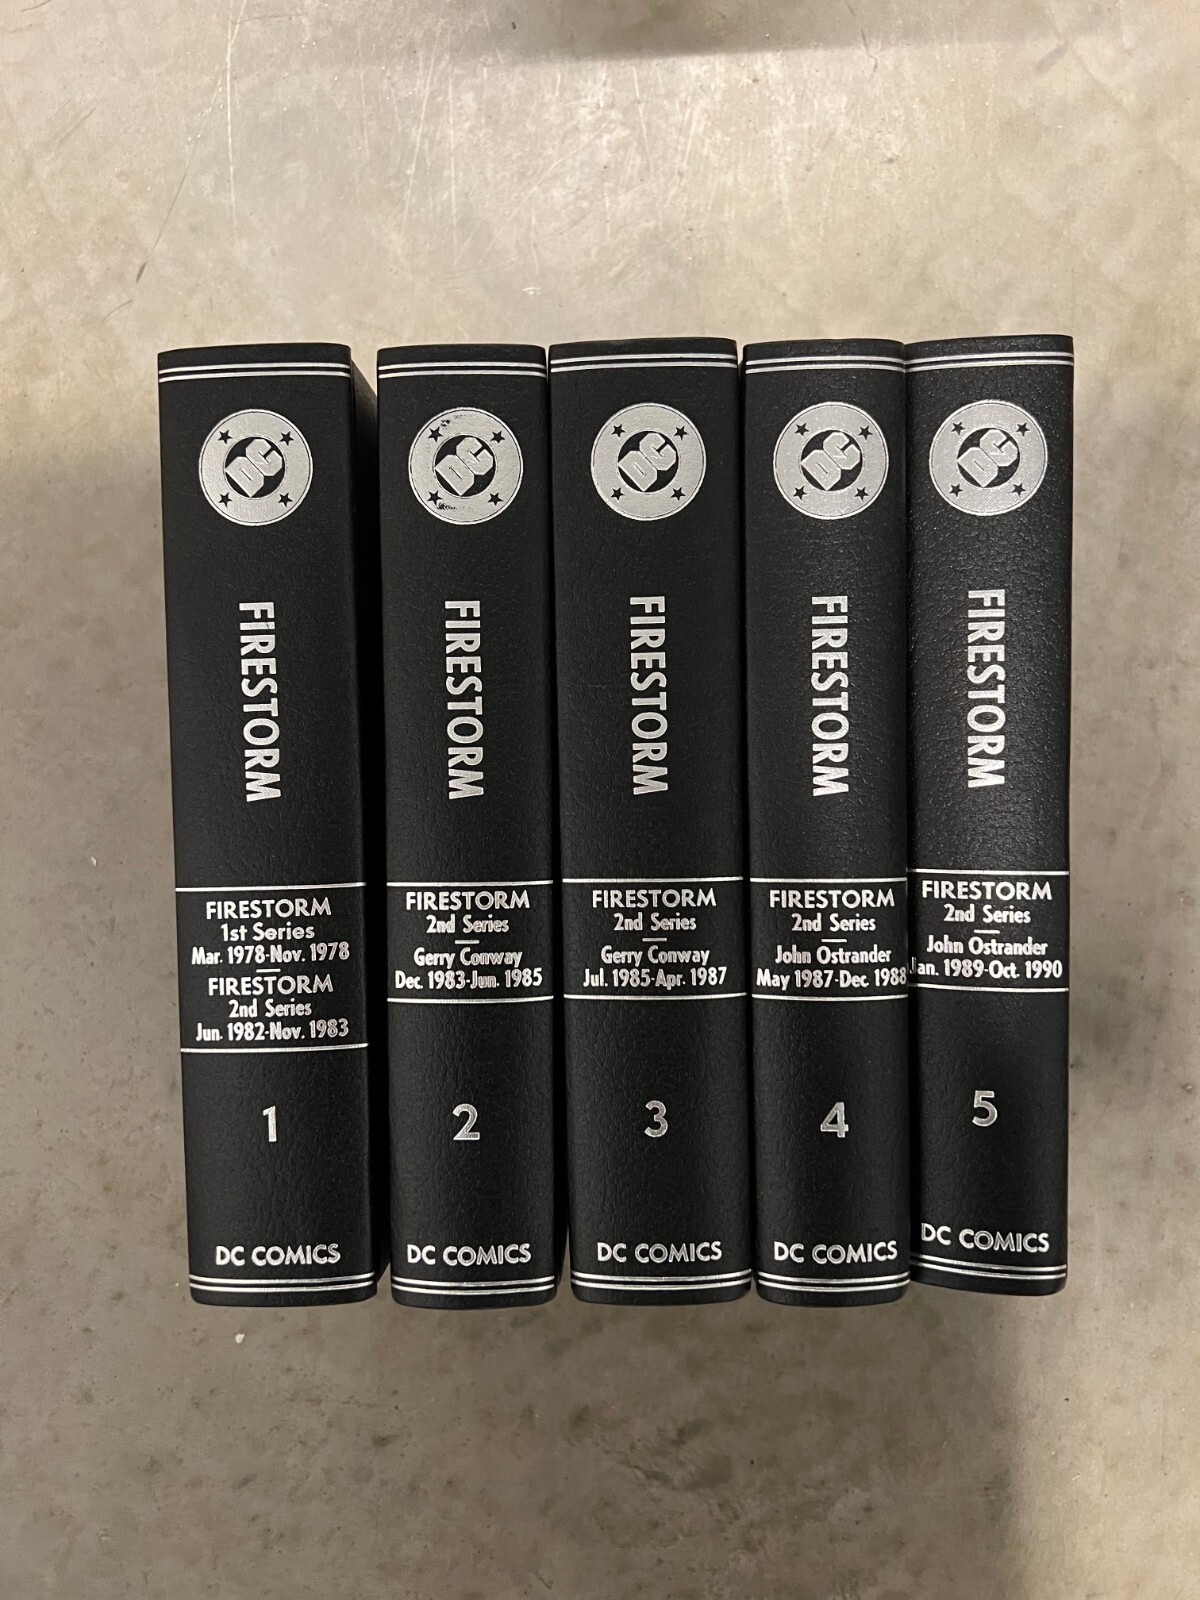 DC
FIRESTORM
FIRESTORM
1st Series
Mar. 1978-Nov. 1978
FIRESTORM
2nd Series
Jun. 1982-Nov. 1983
1
DC COMICS
DC
FIRESTORM
FIRESTORM
2nd Series
Gerry Conway
Dec. 1983-Jun. 1985
2
DC COMICS
DC
FIRESTORM
FIRESTORM
2nd Series
Gerry Conway
Jul. 1985-Apr. 1987
3
DC COMICS
DC
FIRESTORM
FIRESTORM
2nd Series
John Ostrander
May 1987-Dec. 1988
4
DC COMICS
DC
FIRESTORM
FIRESTORM
2nd Series
John Ostrander
Jan. 1989-Oct. 1990
5
DC COMICS